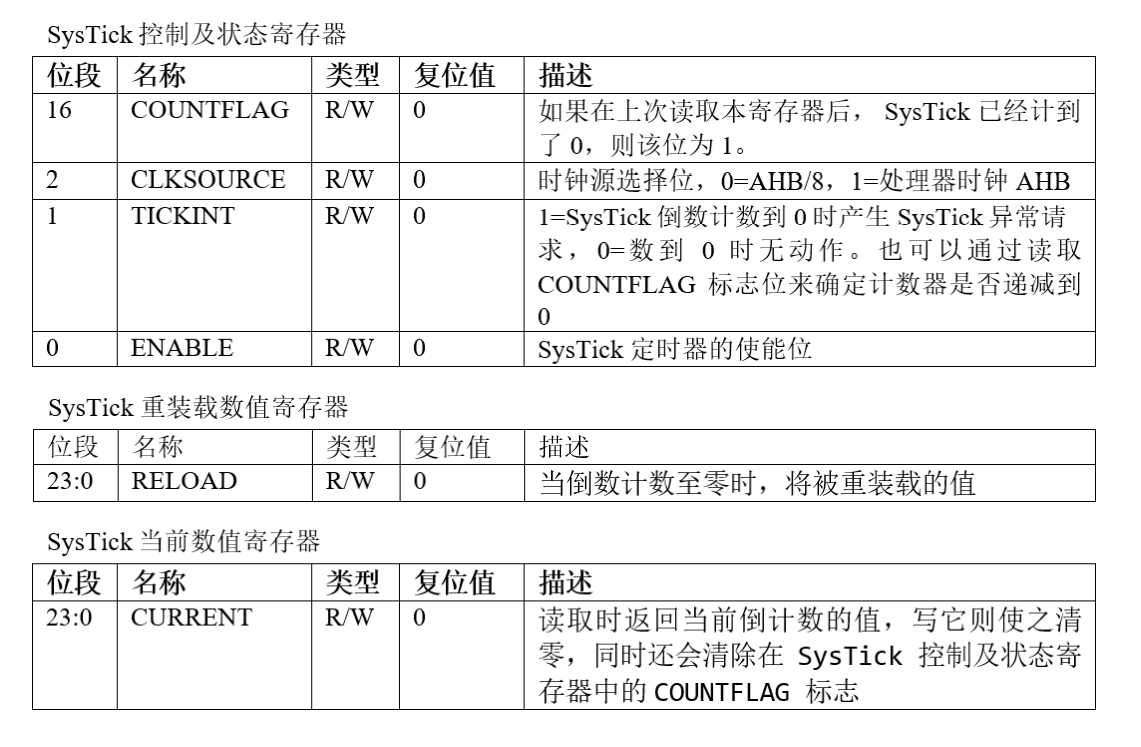 SysTick 控制及状态寄存器
位段 名称 类型 复位值 描述
16 COUNTFLAG R/W 0 如果在上次读取本寄存器后， SysTick 已经计到
了 0，则该位为 1。
2 CLKSOURCE R/W 0 时钟源选择位，0=AHB/8，1=处理器时钟 AHB
1 TICKINT R/W 0 1=SysTick 倒数计数到 0 时产生 SysTick 异常请
求，0=数到 0 时无动作。也可以通过读取
COUNTFLAG 标志位来确定计数器是否递减到
0
0 ENABLE R/W 0 SysTick 定时器的使能位
SysTick 重装载数值寄存器
位段 名称 类型 复位值 描述
23:0 RELOAD R/W 0 当倒数计数至零时，将被重装载的值
SysTick 当前数值寄存器
位段 名称 类型 复位值 描述
23:0 CURRENT R/W 0 读取时返回当前倒计数的值，写它则使之清
零，同时还会清除在 SysTick 控制及状态寄
存器中的 COUNTFLAG 标志